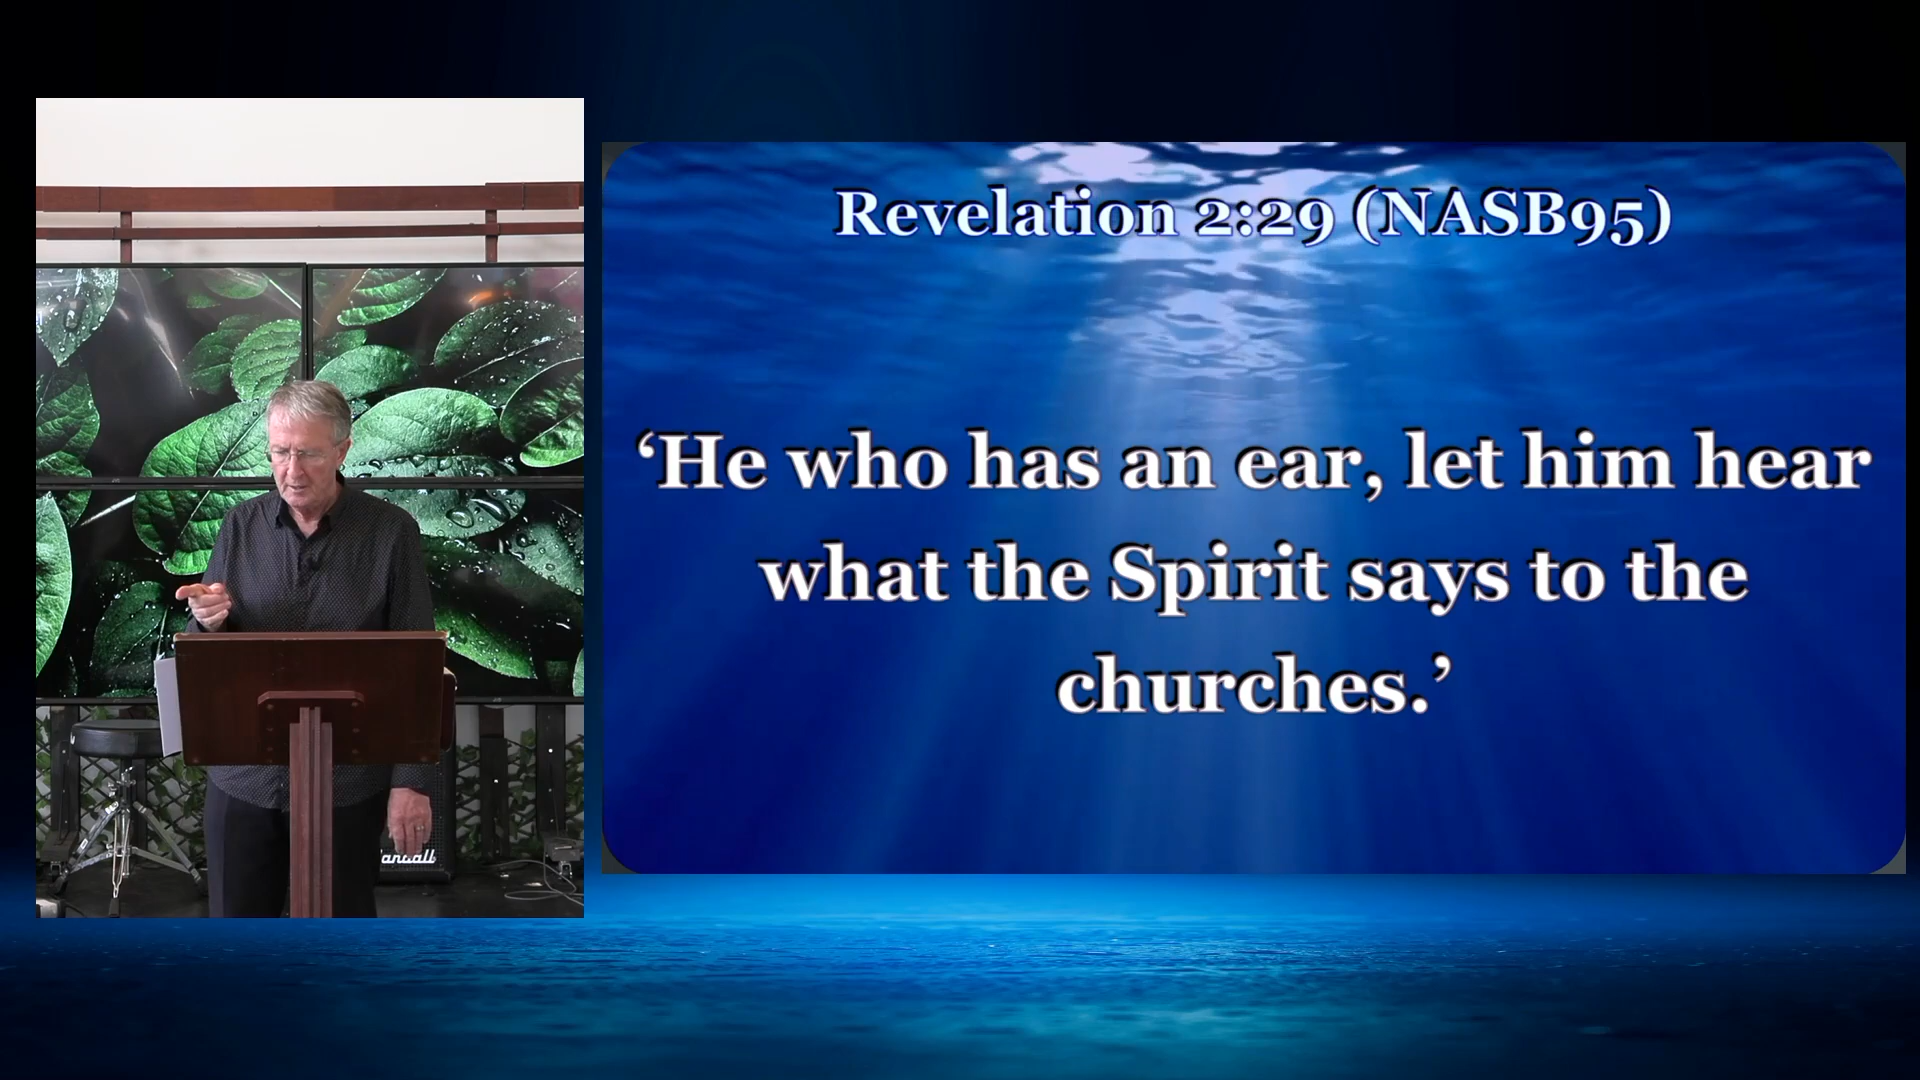 Revelation 2:29 (NASB95)
‘He who has an ear, let him hear
what the Spirit says to the
churches.’